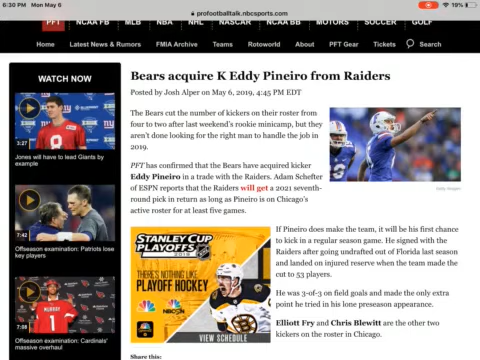 6:30 PM Mon May 6
profootballtalk.nbcsports.com
19%
PFT NCAA FB MLB NBA NHL NASCAR NCAA BB MOTORS SOCCER GOLF
Home Latest News & Rumors FMIA Archive Teams Rotoworld About PFT Gear Tickets Search
WATCH NOW
3:27
Jones will have to lead Giants by
example
7:42
Offseason examination: Patriots lose
key players
7:08
Offseason examination: Cardinals'
massive overhaul
Bears acquire K Eddy Pineiro from Raiders
Posted by Josh Alper on May 6, 2019, 4:45 PM EDT
The Bears cut the number of kickers on their roster from
four to two after last weekend's rookie minicamp, but they
aren't done looking for the right man to handle the job in
2019.
PFT has confirmed that the Bears have acquired kicker
Eddy Pineiro in a trade with the Raiders. Adam Schefter
of ESPN reports that the Raiders will get a 2021 seventh-
round pick in return as long as Pineiro is on Chicago's
active roster for at least five games.
Getty Images
STANLEY CUP
PLAYOFFS
THERE'S NOTHING LIKE
PLAYOFF HOCKEY
NBC
NBCSN
VIEW SCHEDULE
If Pineiro does make the team, it will be his first chance
to kick in a regular season game. He signed with the
Raiders after going undrafted out of Florida last season
and landed on injured reserve when the team made the
cut to 53 players.
He was 3-of-3 on field goals and made the only extra
point he tried in his lone preseason appearance.
Elliott Fry and Chris Blewitt are the other two
kickers on the roster in Chicago.
Share this: